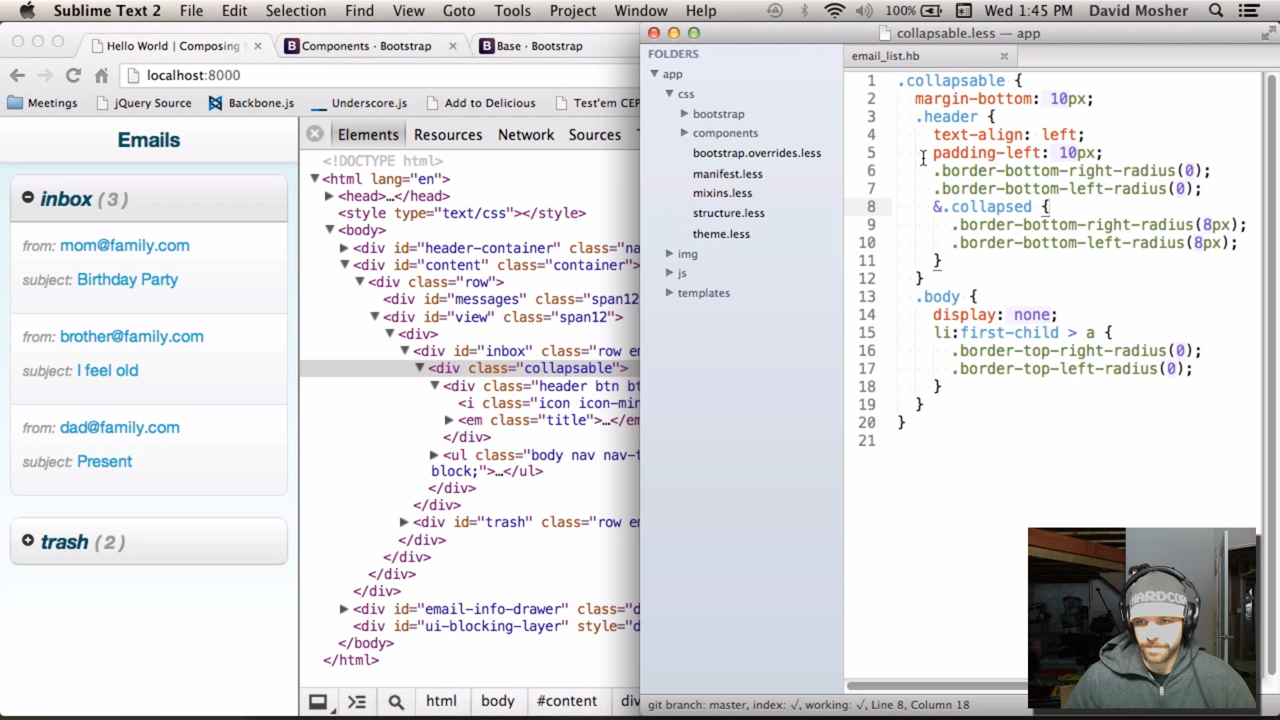 Sublime Text 2 File Edit Selection Find View Goto Tools Project Window Help 100% Wed 1:45 PM David Mosher
Hello World | Composing
Components · Bootstrap
Base · Bootstrap
localhost:8000
Meetings jQuery Source Backbone.js Underscore.js Add to Delicious Test'em CEP
Emails
inbox (3)
from: mom@family.com
subject: Birthday Party
from: brother@family.com
subject: I feel old
from: dad@family.com
subject: Present
trash (2)
Elements Resources Network Sources
<!DOCTYPE html>
<html lang="en">
<head>…</head>
<style type="text/css"></style>
<body>
<div id="header-container" class="na
<div id="content" class="container">
<div class="row">
<div id="messages" class="span12
<div id="view" class="span12">
<div>
<div id="inbox" class="row em
<div class="collapsable">
<div class="header btn bt
<i class="icon icon-min
<em class="title">…</em
</div>
<ul class="body nav nav-t
block;">…</ul>
</div>
</div>
<div id="trash" class="row em
</div>
</div>
</div>
</div>
<div id="email-info-drawer" class="d
<div id="ui-blocking-layer" style="d
</body>
</html>
html body #content div
collapsable.less — app
FOLDERS
app
css
bootstrap
components
bootstrap.overrides.less
manifest.less
mixins.less
structure.less
theme.less
img
js
templates
email_list.hb
1 .collapsable {
2 margin-bottom: 10px;
3 .header {
4 text-align: left;
5 padding-left: 10px;
6 .border-bottom-right-radius(0);
7 .border-bottom-left-radius(0);
8 &.collapsed {
9 .border-bottom-right-radius(8px);
10 .border-bottom-left-radius(8px);
11 }
12 }
13 .body {
14 display: none;
15 li:first-child > a {
16 .border-top-right-radius(0);
17 .border-top-left-radius(0);
18 }
19 }
20 }
21
HARDCOR
git branch: master, index: √, working: √, Line 8, Column 18